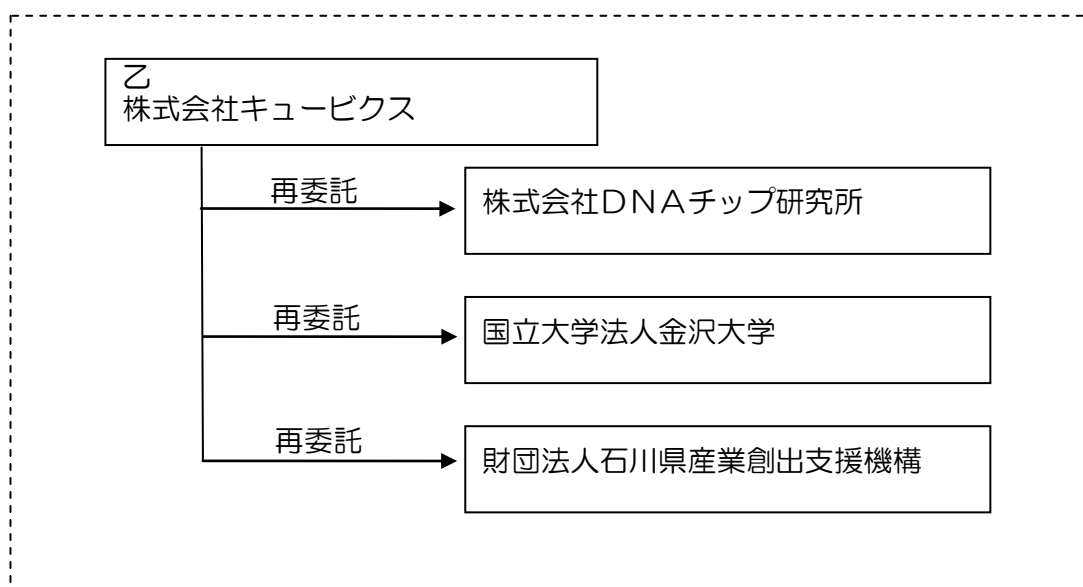 乙
株式会社キュービクス
再委託
株式会社DNAチップ研究所
再委託
国立大学法人金沢大学
再委託
財団法人石川県産業創出支援機構